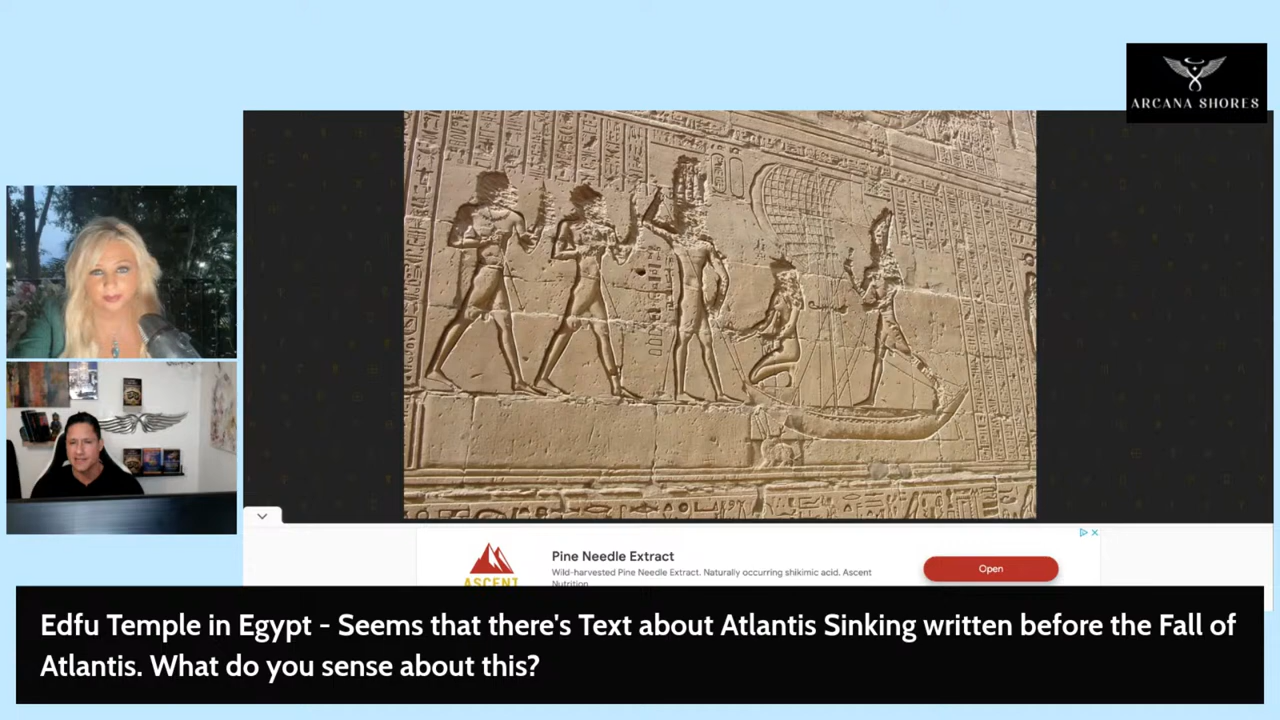 ARCANA SHORES
Pine Needle Extract
Wild-harvested Pine Needle Extract. Naturally occurring shikimic acid. Ascent
Nutrition
ASCENT
Open
Edfu Temple in Egypt - Seems that there's Text about Atlantis Sinking written before the Fall of
Atlantis. What do you sense about this?